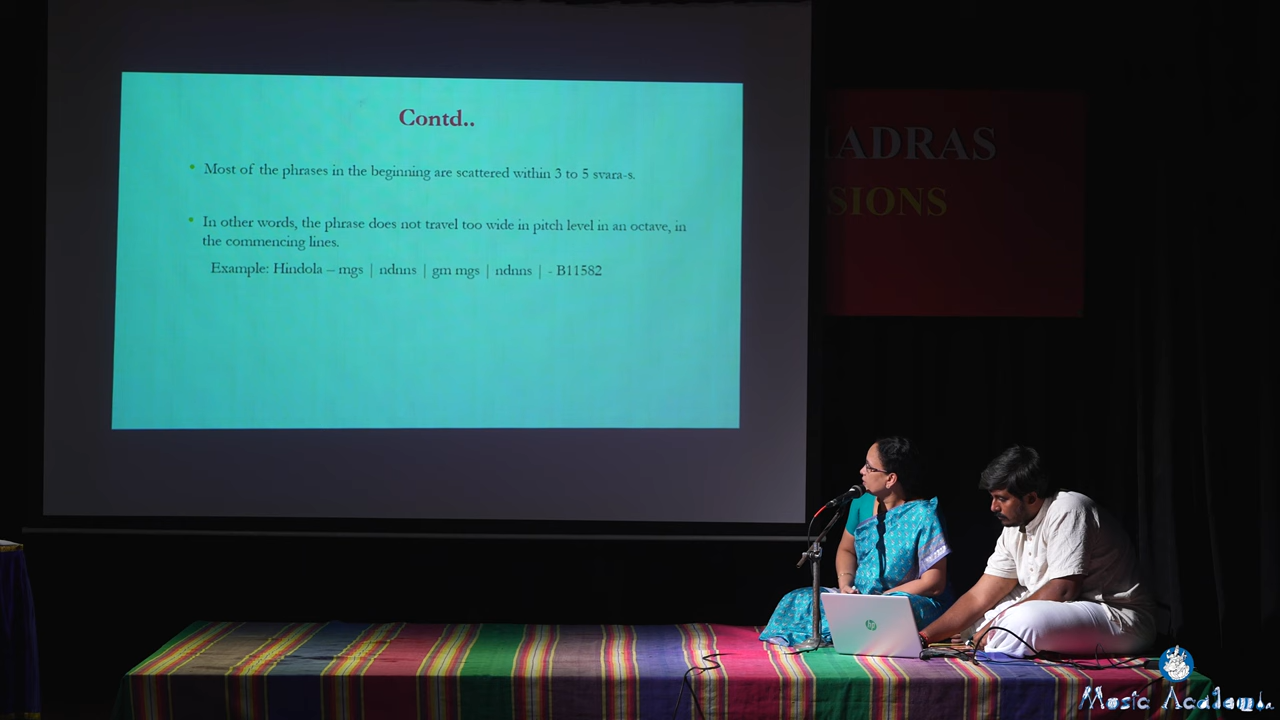 Contd..
• Most of the phrases in the beginning are scattered within 3 to 5 svara-s.
• In other words, the phrase does not travel too wide in pitch level in an octave, in
the commencing lines.
Example: Hindola – mgs | ndnns | gm mgs | ndnns | - B11582
ADRAS
SIONS
hp